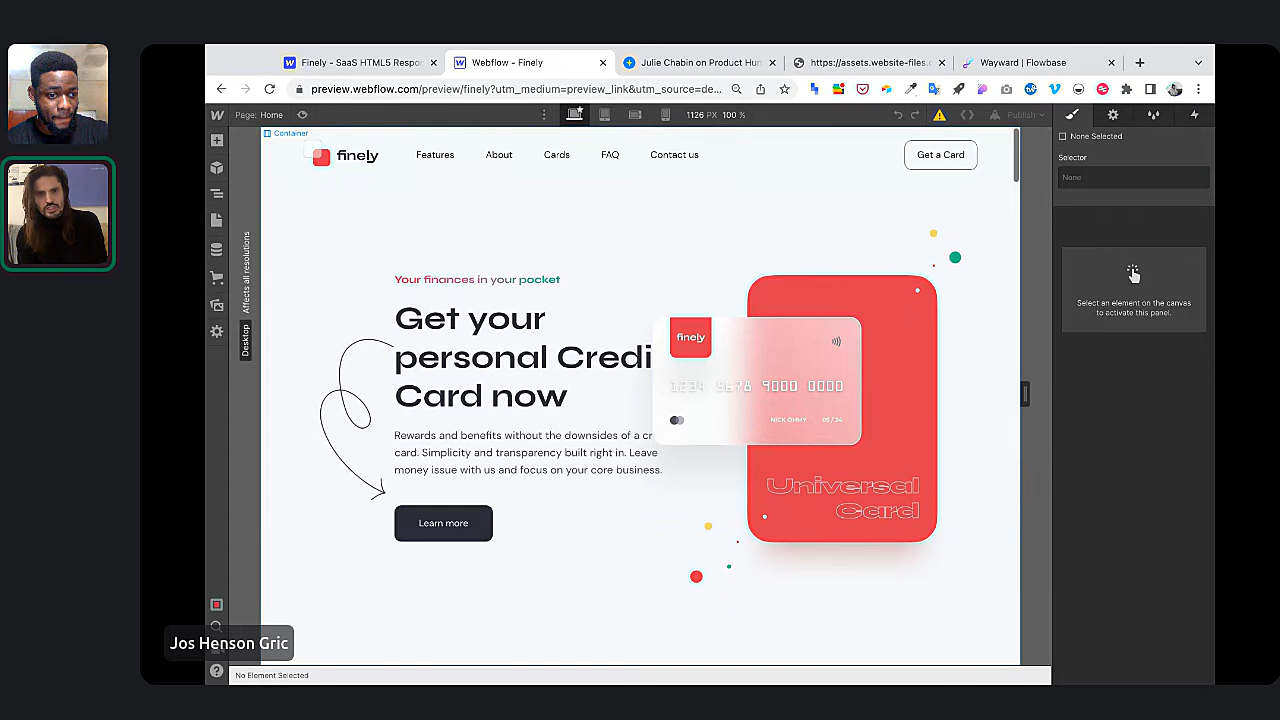 Finely - SaaS HTML5 Respor
Webflow - Finely
Julie Chabin on Product Hun
https://assets.website-files.c
Wayward | Flowbase
preview.webflow.com/preview/finely?utm_medium=preview_link&utm_source=de...
Page: Home
1126 PX 100 %
Publish
None Selected
Selector
None
Select an element on the canvas
to activate this panel.
Affects all resolutions
Desktop
Container
finely
Features
About
Cards
FAQ
Contact us
Get a Card
Your finances in your pocket
Get your
personal Credi
Card now
Rewards and benefits without the downsides of a cr
card. Simplicity and transparency built right in. Leave
money issue with us and focus on your core business.
Learn more
finely
1234 5678 9000 0000
NICK OHMY 05/24
Universal
Card
Jos Henson Gric
No Element Selected